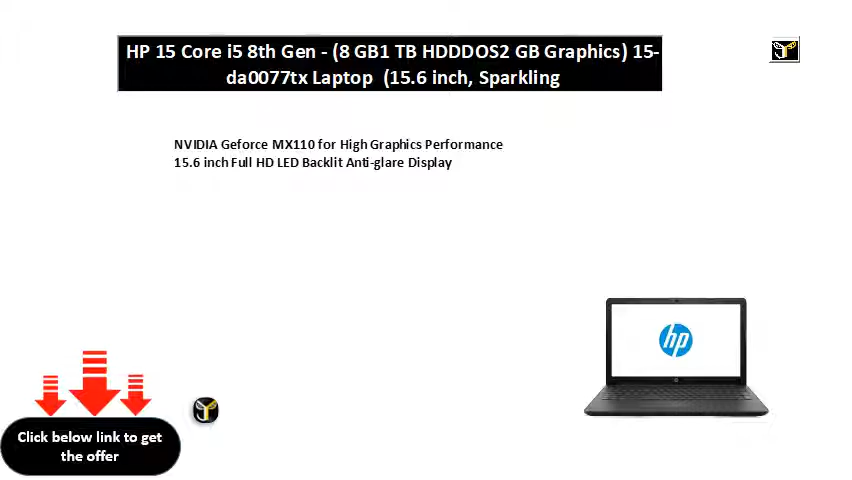 HP 15 Core i5 8th Gen - (8 GB1 TB HDDDOS2 GB Graphics) 15-
da0077tx Laptop (15.6 inch, Sparkling
NVIDIA Geforce MX110 for High Graphics Performance
15.6 inch Full HD LED Backlit Anti-glare Display
hp
Click below link to get
the offer